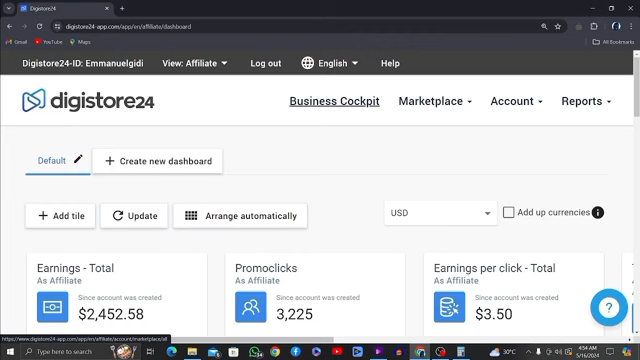 Digistore24
digistore24-app.com/app/en/affiliate/dashboard
Gmail
YouTube
Maps
All Bookmarks
Digistore24-ID: Emmanuelgidi
View: Affiliate
Log out
English
Help
digistore24
Business Cockpit
Marketplace
Account
Reports
Default
Create new dashboard
Add tile
Update
Arrange automatically
USD
Add up currencies
Earnings - Total
As Affiliate
Since account was created
$2,452.58
Promoclicks
As Affiliate
Since account was created
3,225
Earnings per click - Total
As Affiliate
Since account was created
$3.50
https://www.digistore24-app.com/app/en/affiliate/account/marketplace/all
Type here to search
30°C
4:54 AM
5/16/2024